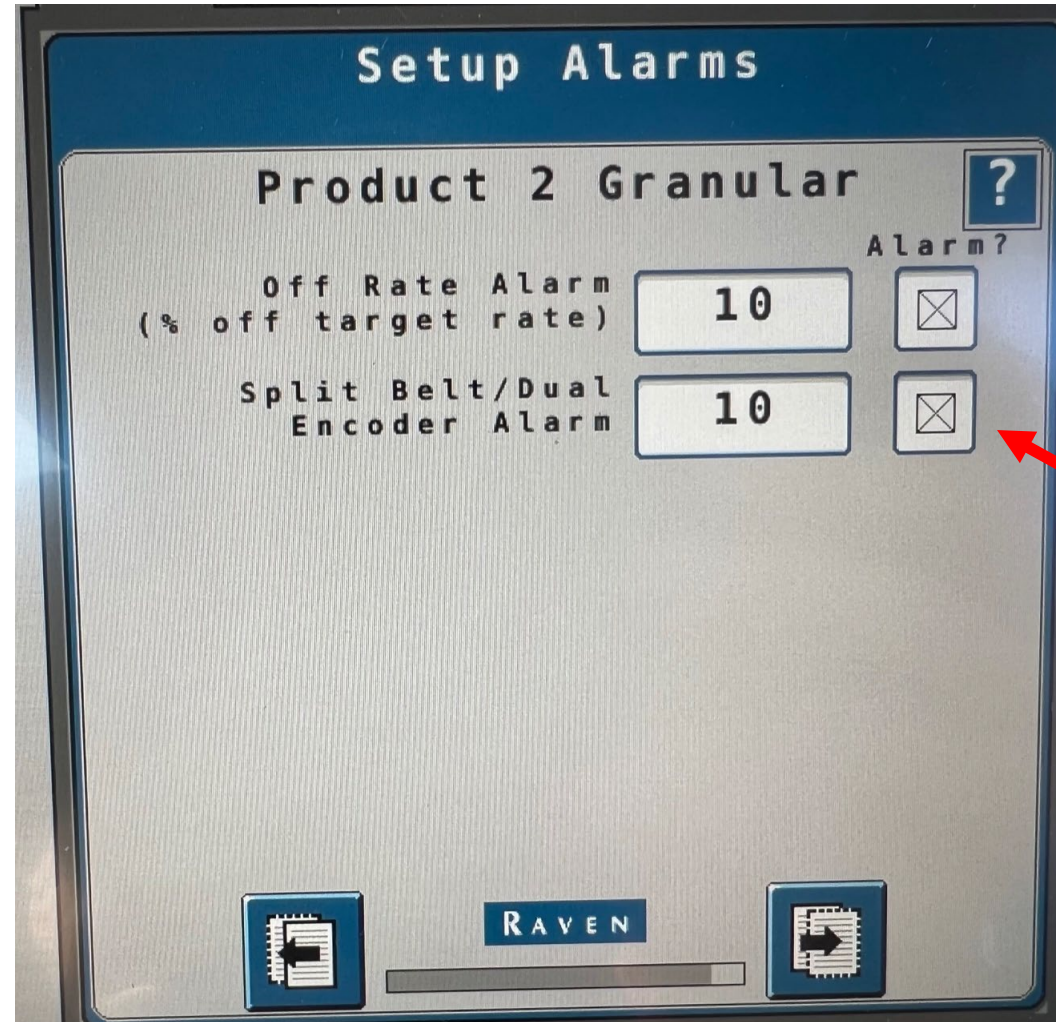 Setup Alarms
Product 2 Granular
?
Alarm?
Off Rate Alarm
(% off target rate)
10
Split Belt/Dual
Encoder Alarm
10
RAVEN